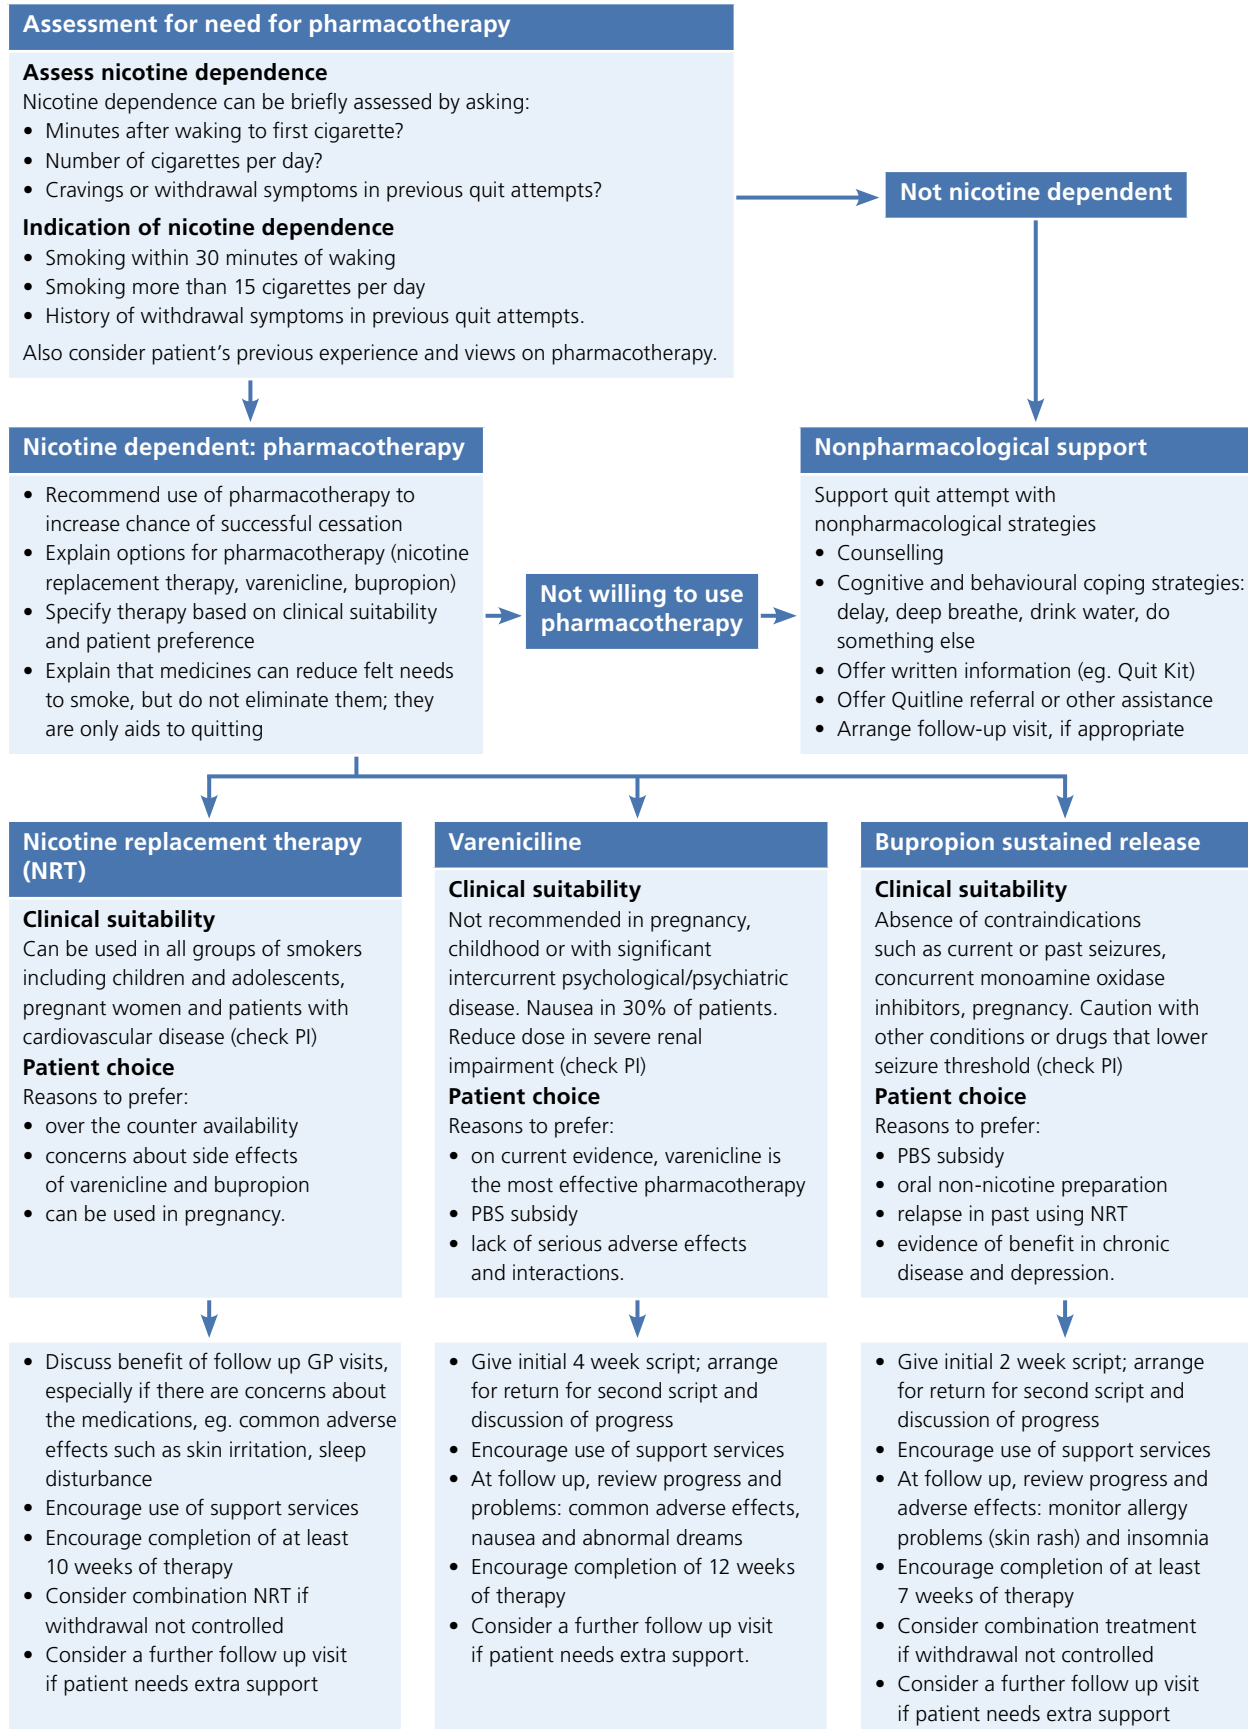 Assessment for need for pharmacotherapy
Assess nicotine dependence
Nicotine dependence can be briefly assessed by asking:
• Minutes after waking to first cigarette?
• Number of cigarettes per day?
• Cravings or withdrawal symptoms in previous quit attempts?
Indication of nicotine dependence
• Smoking within 30 minutes of waking
• Smoking more than 15 cigarettes per day
• History of withdrawal symptoms in previous quit attempts.
Also consider patient's previous experience and views on pharmacotherapy.
Not nicotine dependent
Nicotine dependent: pharmacotherapy
• Recommend use of pharmacotherapy to
increase chance of successful cessation
• Explain options for pharmacotherapy (nicotine
replacement therapy, varenicline, bupropion)
• Specify therapy based on clinical suitability
and patient preference
• Explain that medicines can reduce felt needs
to smoke, but do not eliminate them; they
are only aids to quitting
Not willing to use
pharmacotherapy
Nonpharmacological support
Support quit attempt with
nonpharmacological strategies
• Counselling
• Cognitive and behavioural coping strategies:
delay, deep breathe, drink water, do
something else
• Offer written information (eg. Quit Kit)
• Offer Quitline referral or other assistance
• Arrange follow-up visit, if appropriate
Nicotine replacement therapy
(NRT)
Clinical suitability
Can be used in all groups of smokers
including children and adolescents,
pregnant women and patients with
cardiovascular disease (check PI)
Patient choice
Reasons to prefer:
• over the counter availability
• concerns about side effects
of varenicline and bupropion
• can be used in pregnancy.
• Discuss benefit of follow up GP visits,
especially if there are concerns about
the medications, eg. common adverse
effects such as skin irritation, sleep
disturbance
• Encourage use of support services
• Encourage completion of at least
10 weeks of therapy
• Consider combination NRT if
withdrawal not controlled
• Consider a further follow up visit
if patient needs extra support
Vareniciline
Clinical suitability
Not recommended in pregnancy,
childhood or with significant
intercurrent psychological/psychiatric
disease. Nausea in 30% of patients.
Reduce dose in severe renal
impairment (check PI)
Patient choice
Reasons to prefer:
• on current evidence, varenicline is
the most effective pharmacotherapy
• PBS subsidy
• lack of serious adverse effects
and interactions.
• Give initial 4 week script; arrange
for return for second script and
discussion of progress
• Encourage use of support services
• At follow up, review progress and
problems: common adverse effects,
nausea and abnormal dreams
• Encourage completion of 12 weeks
of therapy
• Consider a further follow up visit
if patient needs extra support.
Bupropion sustained release
Clinical suitability
Absence of contraindications
such as current or past seizures,
concurrent monoamine oxidase
inhibitors, pregnancy. Caution with
other conditions or drugs that lower
seizure threshold (check PI)
Patient choice
Reasons to prefer:
• PBS subsidy
• oral non-nicotine preparation
• relapse in past using NRT
• evidence of benefit in chronic
disease and depression.
• Give initial 2 week script; arrange
for return for second script and
discussion of progress
• Encourage use of support services
• At follow up, review progress and
adverse effects: monitor allergy
problems (skin rash) and insomnia
• Encourage completion of at least
7 weeks of therapy
• Consider combination treatment
if withdrawal not controlled
• Consider a further follow up visit
if patient needs extra support